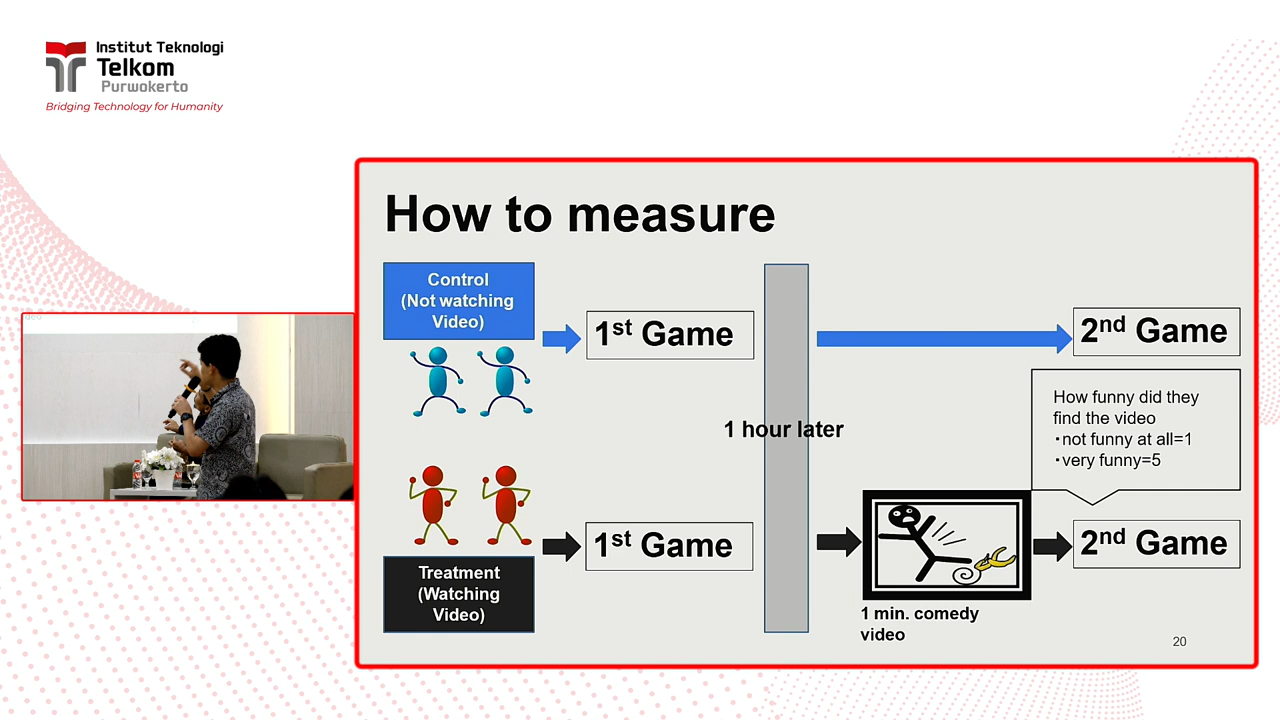 Institut Teknologi
Telkom
Purwokerto
Bridging Technology for Humanity
How to measure
Control
(Not watching
Video)
1st Game
2nd Game
How funny did they
find the video
・not funny at all=1
・very funny=5
1 hour later
1st Game
2nd Game
Treatment
(Watching
Video)
1 min. comedy
video
20